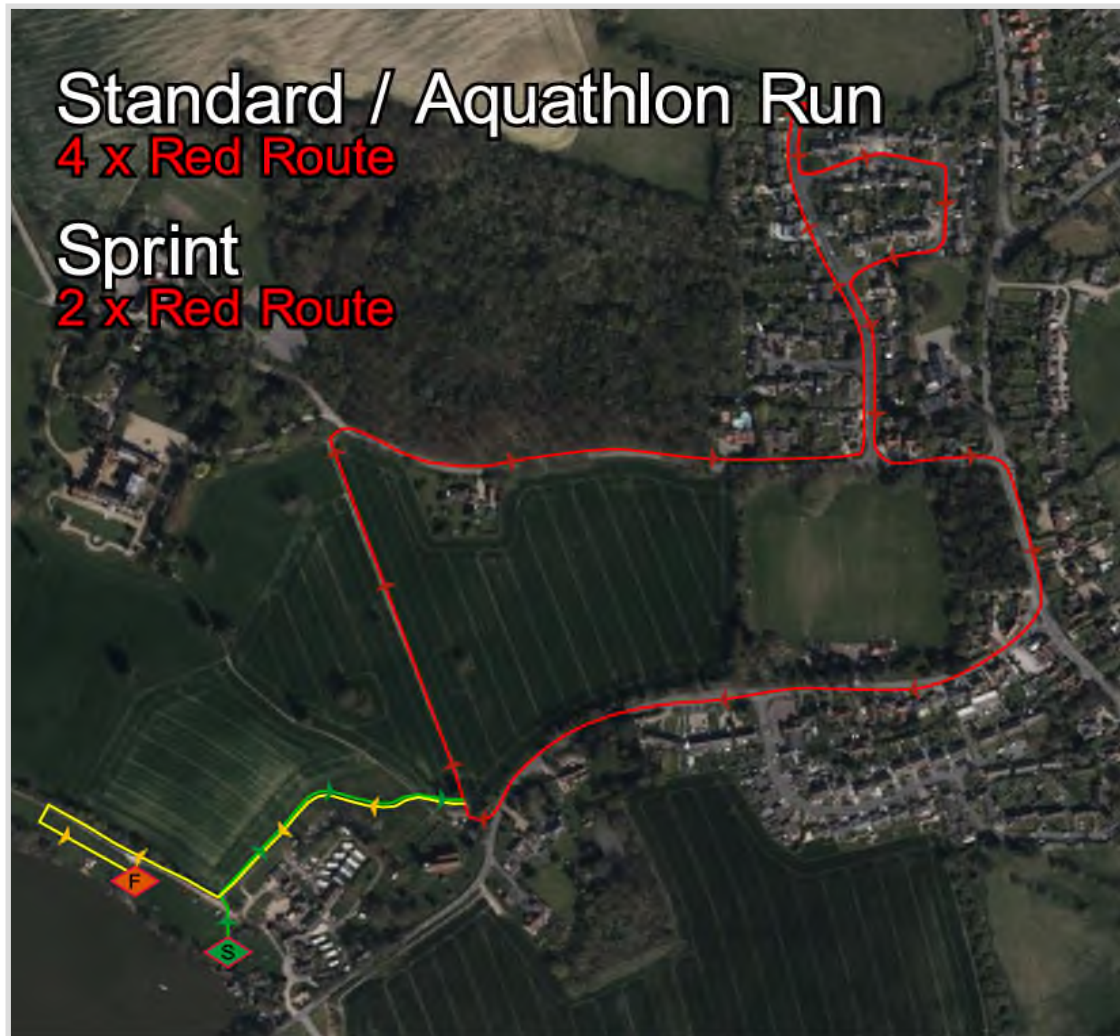 Standard / Aquathlon Run
4 x Red Route
Sprint
2 x Red Route
F
S